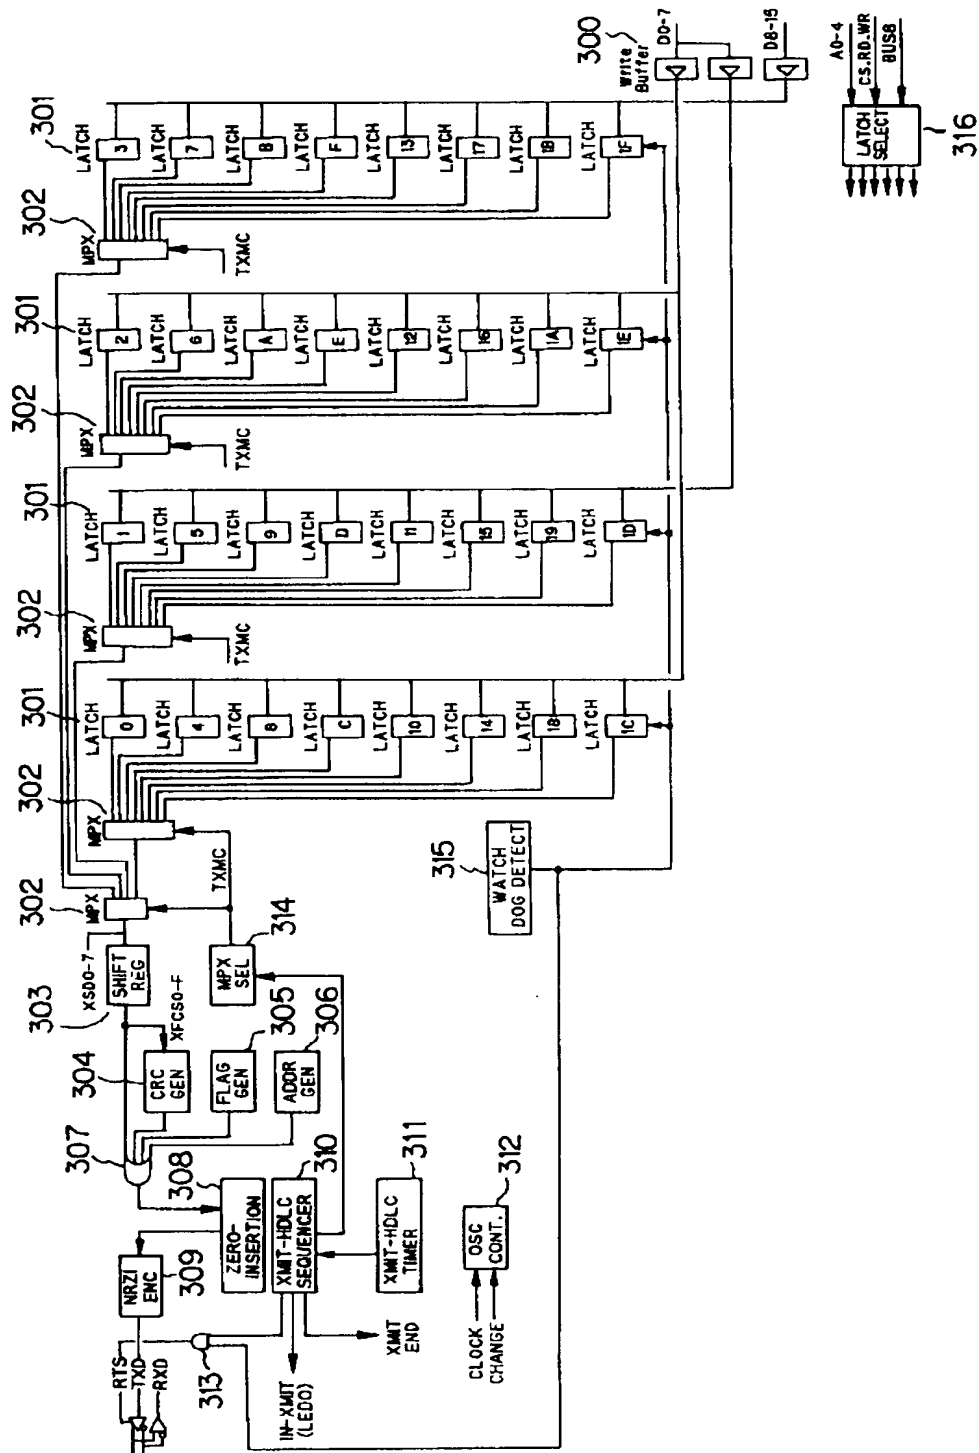 RTS
TXD
RXD
NRZI
ENC
309
313
IN-XMIT
(LED0)
XMIT
END
307
CRC
GEN
304
FLAG
GEN
305
ADDR
GEN
306
XFCS0-F
ZERO-
INSERTION
308
XMIT-HDLC
SEQUENCER
310
XMIT-HDLC
TIMER
311
CLOCK
CHANGE
OSC
CONT.
312
303
SHIFT
REG
XSD0-7
MPX
302
MPX
SEL
314
TXMC
WATCH
DOG DETECT
315
MPX
302
LATCH
301
0
LATCH
4
LATCH
8
LATCH
C
LATCH
10
LATCH
14
LATCH
18
LATCH
1C
MPX
302
TXMC
LATCH
301
1
LATCH
5
LATCH
9
LATCH
D
LATCH
11
LATCH
15
LATCH
19
LATCH
1D
MPX
302
TXMC
LATCH
301
2
LATCH
6
LATCH
A
LATCH
E
LATCH
12
LATCH
16
LATCH
1A
LATCH
1E
MPX
302
TXMC
LATCH
301
3
LATCH
7
LATCH
B
LATCH
F
LATCH
13
LATCH
17
LATCH
1B
LATCH
1F
Write
Buffer
300
D0-7
D8-15
LATCH
SELECT
A0-4
CS.RD.WR
BUS8
316